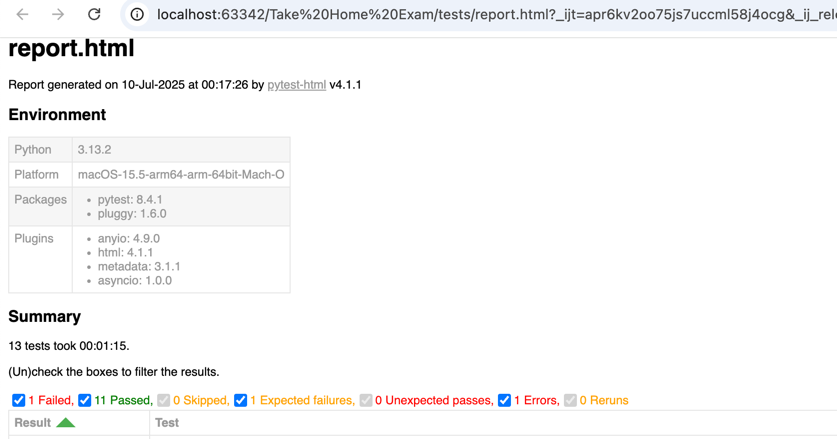 localhost:63342/Take%20Home%20Exam/tests/report.html?_ijt=apr6kv2oo75js7uccml58j4ocg&_ij_relo
report.html
Report generated on 10-Jul-2025 at 00:17:26 by pytest-html v4.1.1
Environment
Python 3.13.2
Platform macOS-15.5-arm64-arm-64bit-Mach-O
Packages • pytest: 8.4.1
• pluggy: 1.6.0
Plugins • anyio: 4.9.0
• html: 4.1.1
• metadata: 3.1.1
• asyncio: 1.0.0
Summary
13 tests took 00:01:15.
(Un)check the boxes to filter the results.
1 Failed, 11 Passed, 0 Skipped, 1 Expected failures, 0 Unexpected passes, 1 Errors, 0 Reruns
Result Test